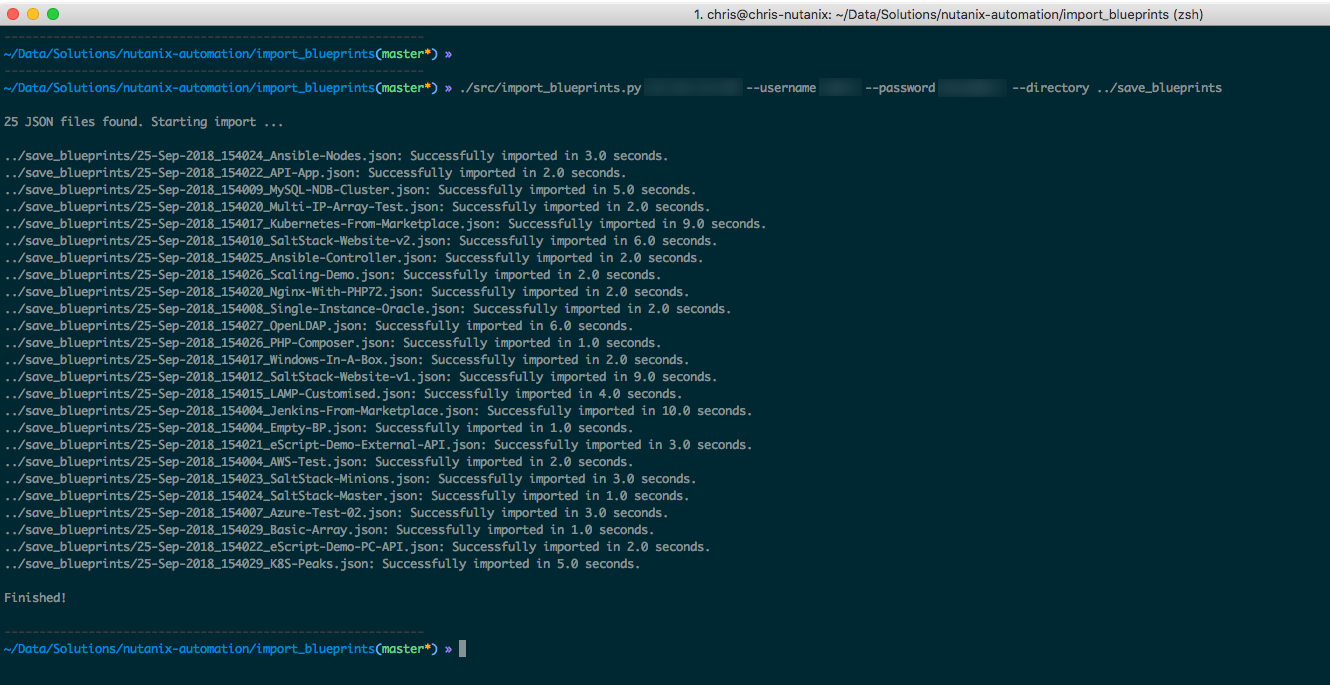 1. chris@chris-nutanix: ~/Data/Solutions/nutanix-automation/import_blueprints (zsh)
------------------------------------------------------------
~/Data/Solutions/nutanix-automation/import_blueprints(master*) »
------------------------------------------------------------
~/Data/Solutions/nutanix-automation/import_blueprints(master*) » ./src/import_blueprints.py --username --password --directory ../save_blueprints
25 JSON files found. Starting import ...
../save_blueprints/25-Sep-2018_154024_Ansible-Nodes.json: Successfully imported in 3.0 seconds.
../save_blueprints/25-Sep-2018_154022_API-App.json: Successfully imported in 2.0 seconds.
../save_blueprints/25-Sep-2018_154009_MySQL-NDB-Cluster.json: Successfully imported in 5.0 seconds.
../save_blueprints/25-Sep-2018_154020_Multi-IP-Array-Test.json: Successfully imported in 2.0 seconds.
../save_blueprints/25-Sep-2018_154017_Kubernetes-From-Marketplace.json: Successfully imported in 9.0 seconds.
../save_blueprints/25-Sep-2018_154010_SaltStack-Website-v2.json: Successfully imported in 6.0 seconds.
../save_blueprints/25-Sep-2018_154025_Ansible-Controller.json: Successfully imported in 2.0 seconds.
../save_blueprints/25-Sep-2018_154026_Scaling-Demo.json: Successfully imported in 2.0 seconds.
../save_blueprints/25-Sep-2018_154020_Nginx-With-PHP72.json: Successfully imported in 2.0 seconds.
../save_blueprints/25-Sep-2018_154008_Single-Instance-Oracle.json: Successfully imported in 2.0 seconds.
../save_blueprints/25-Sep-2018_154027_OpenLDAP.json: Successfully imported in 6.0 seconds.
../save_blueprints/25-Sep-2018_154026_PHP-Composer.json: Successfully imported in 1.0 seconds.
../save_blueprints/25-Sep-2018_154017_Windows-In-A-Box.json: Successfully imported in 2.0 seconds.
../save_blueprints/25-Sep-2018_154012_SaltStack-Website-v1.json: Successfully imported in 9.0 seconds.
../save_blueprints/25-Sep-2018_154015_LAMP-Customised.json: Successfully imported in 4.0 seconds.
../save_blueprints/25-Sep-2018_154004_Jenkins-From-Marketplace.json: Successfully imported in 10.0 seconds.
../save_blueprints/25-Sep-2018_154004_Empty-BP.json: Successfully imported in 1.0 seconds.
../save_blueprints/25-Sep-2018_154021_eScript-Demo-External-API.json: Successfully imported in 3.0 seconds.
../save_blueprints/25-Sep-2018_154004_AWS-Test.json: Successfully imported in 2.0 seconds.
../save_blueprints/25-Sep-2018_154023_SaltStack-Minions.json: Successfully imported in 3.0 seconds.
../save_blueprints/25-Sep-2018_154024_SaltStack-Master.json: Successfully imported in 1.0 seconds.
../save_blueprints/25-Sep-2018_154007_Azure-Test-02.json: Successfully imported in 3.0 seconds.
../save_blueprints/25-Sep-2018_154029_Basic-Array.json: Successfully imported in 1.0 seconds.
../save_blueprints/25-Sep-2018_154022_eScript-Demo-PC-API.json: Successfully imported in 2.0 seconds.
../save_blueprints/25-Sep-2018_154029_K8S-Peaks.json: Successfully imported in 5.0 seconds.
Finished!
------------------------------------------------------------
~/Data/Solutions/nutanix-automation/import_blueprints(master*) »